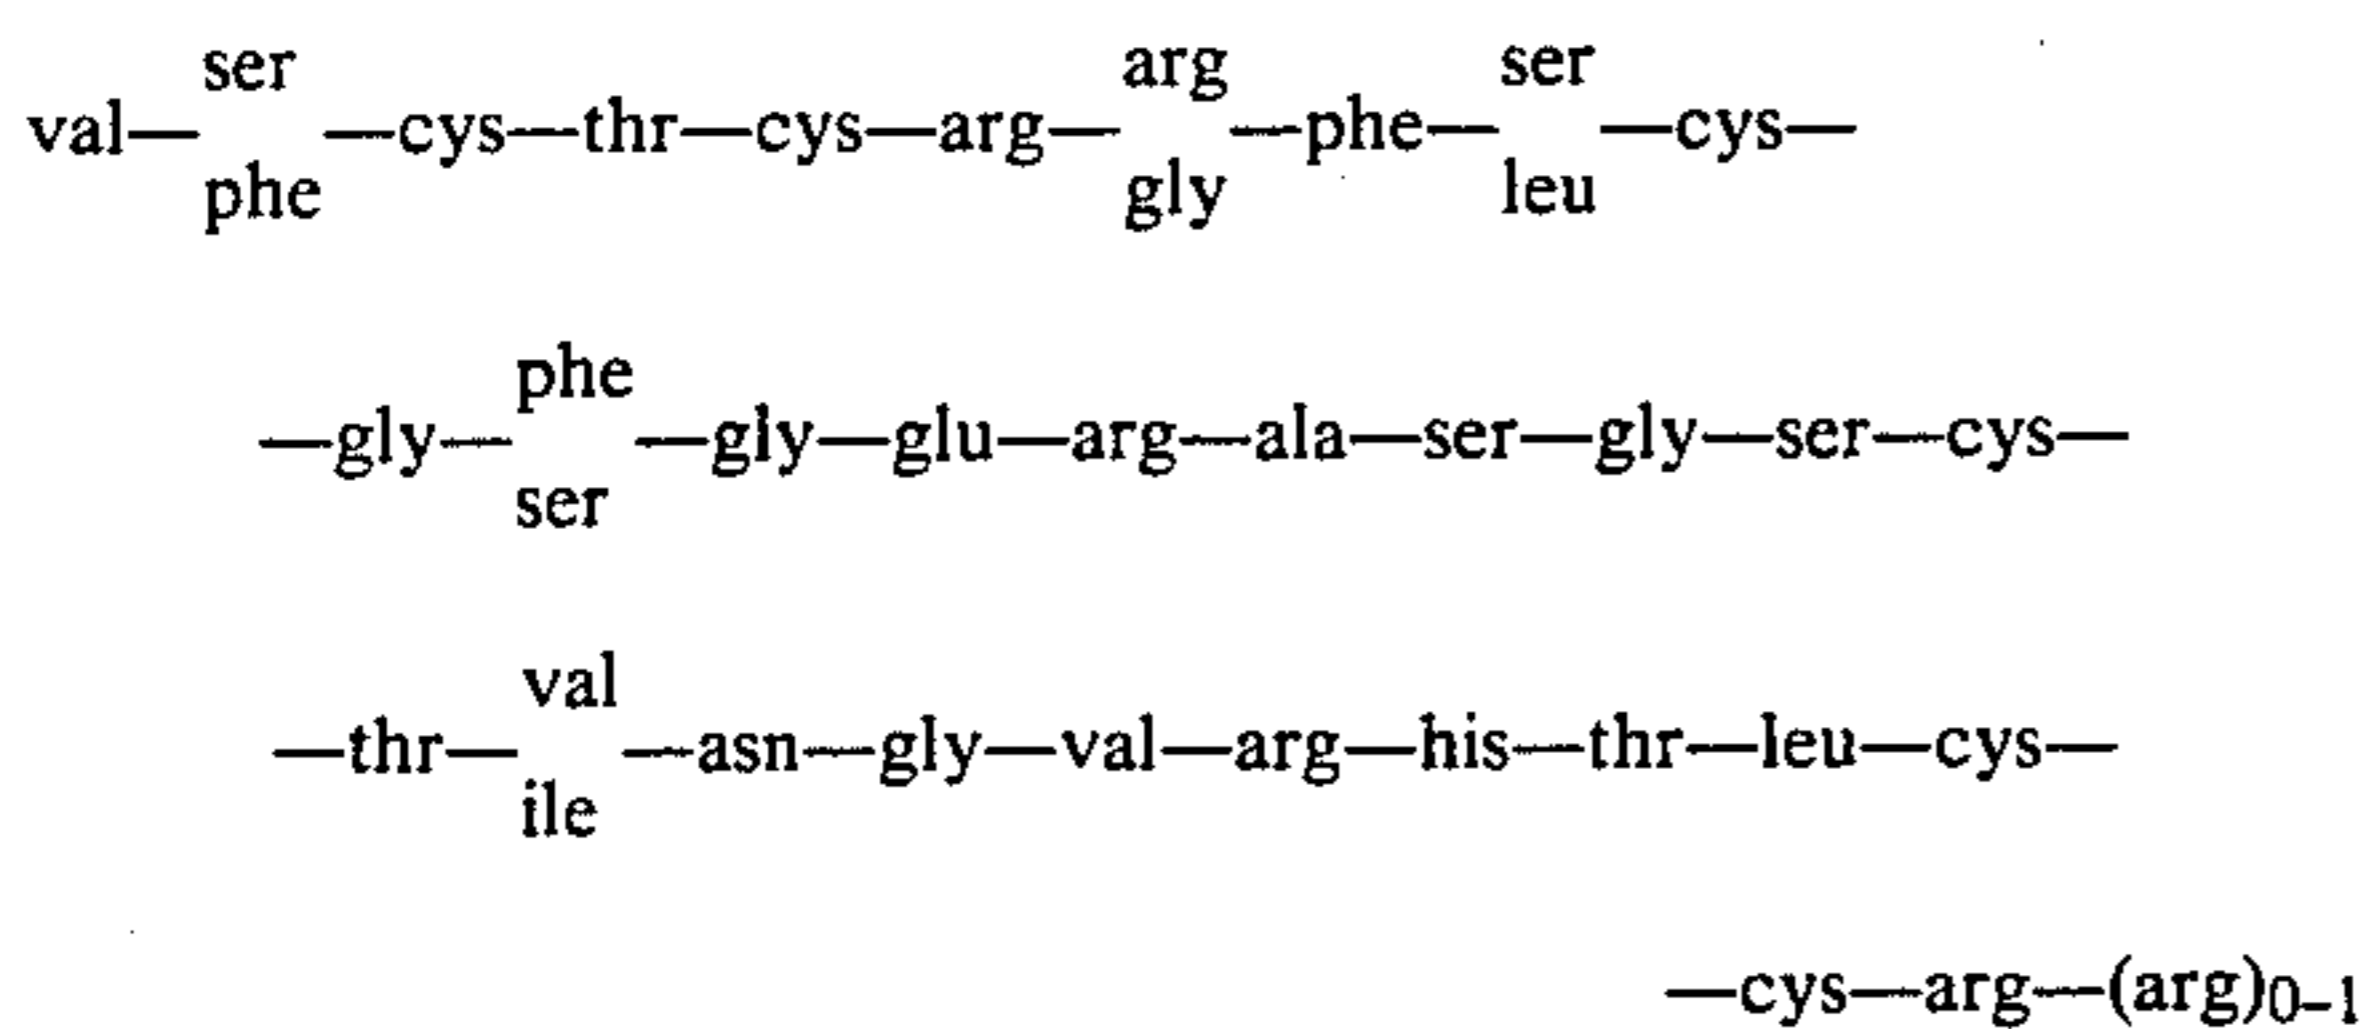 ser arg ser
val— —cys—thr—cys—arg— —phe— —cys—
phe gly leu
phe
—gly— —gly—glu—arg—ala—ser—gly—ser—cys—
ser
val
—thr— —asn—gly—val—arg—his—thr—leu—cys—
ile
—cys—arg—(arg)0–1